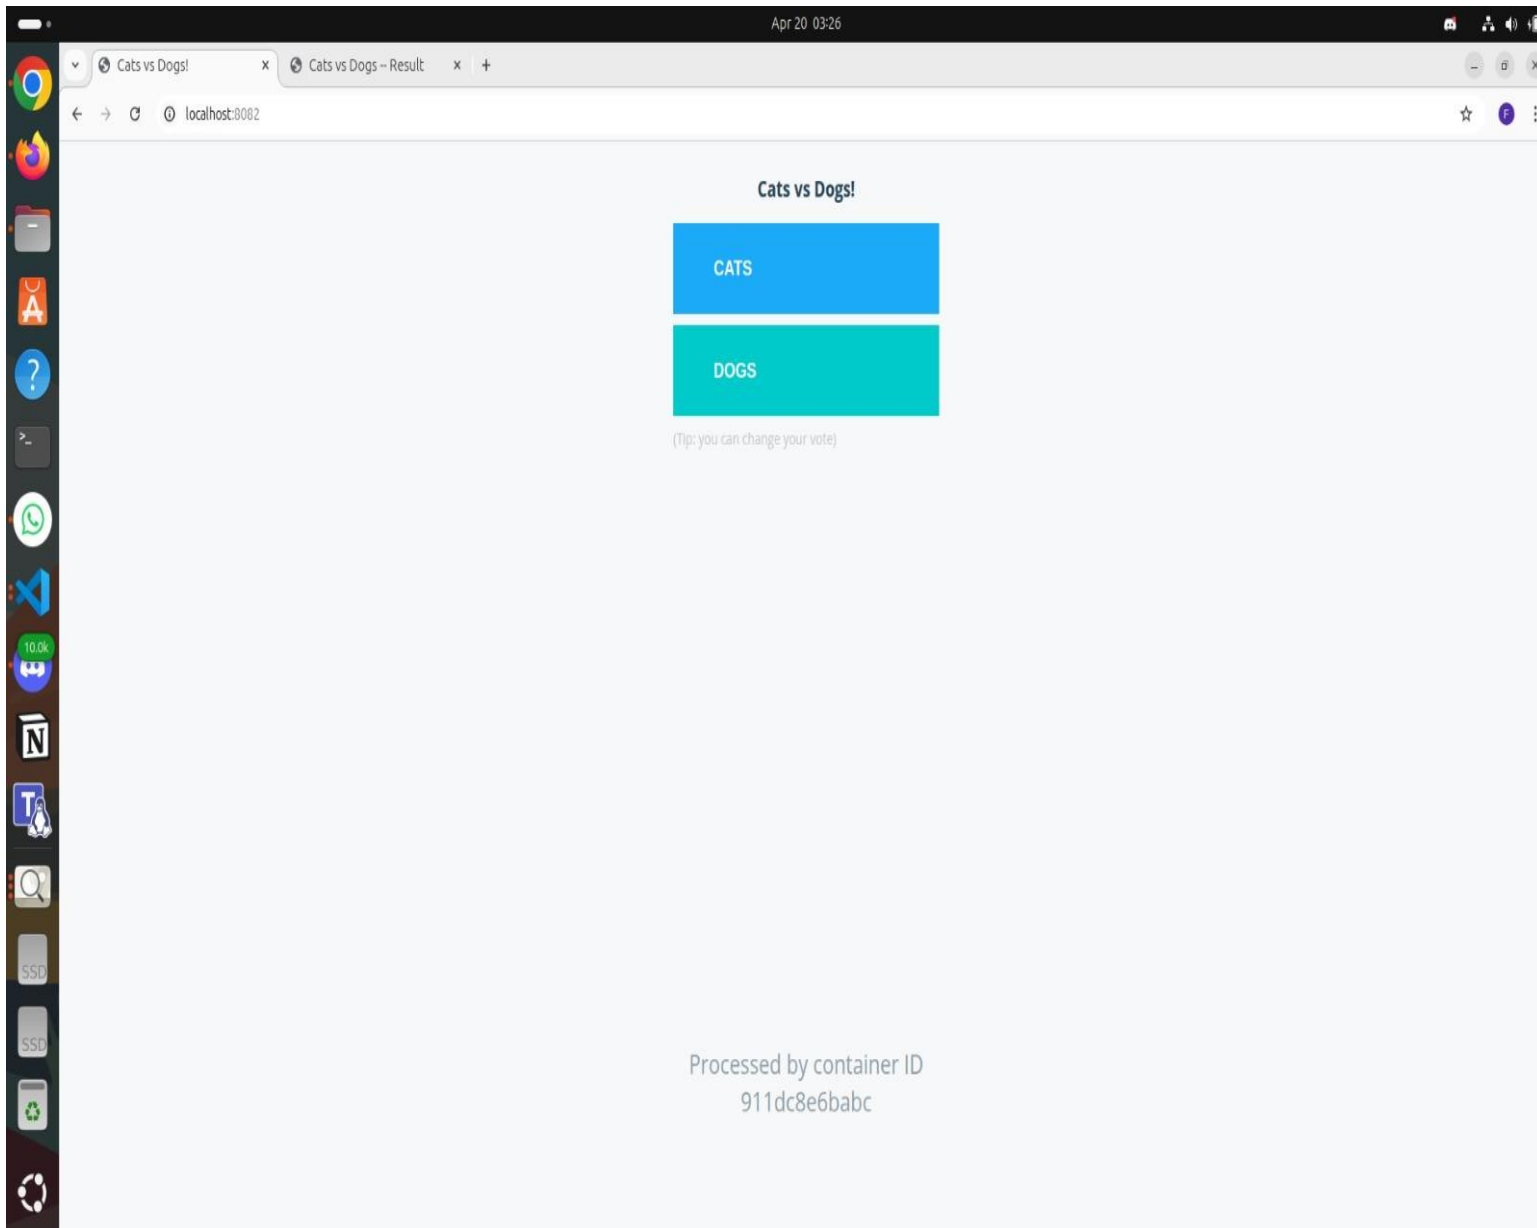 Apr 20 03:26
Cats vs Dogs!
Cats vs Dogs -- Result
localhost:8082
F
Cats vs Dogs!
CATS
DOGS
(Tip: you can change your vote)
10.0k
N
T
SSD
SSD
Processed by container ID
911dc8e6babc